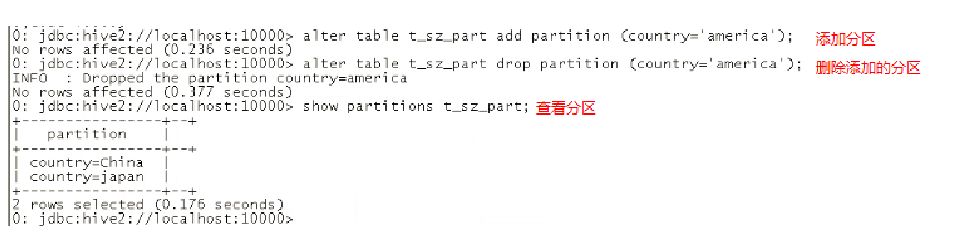 0: jdbc:hive2://localhost:10000> alter table t_sz_part add partition (country='america'); 添加分区
No rows affected (0.236 seconds)
0: jdbc:hive2://localhost:10000> alter table t_sz_part drop partition (country='america'); 删除添加的分区
INFO  : Dropped the partition country=america
No rows affected (0.377 seconds)
0: jdbc:hive2://localhost:10000> show partitions t_sz_part; 查看分区
+----------------+--+
|   partition    |
+----------------+--+
| country=China  |
| country=japan  |
+----------------+--+
2 rows selected (0.176 seconds)
0: jdbc:hive2://localhost:10000>